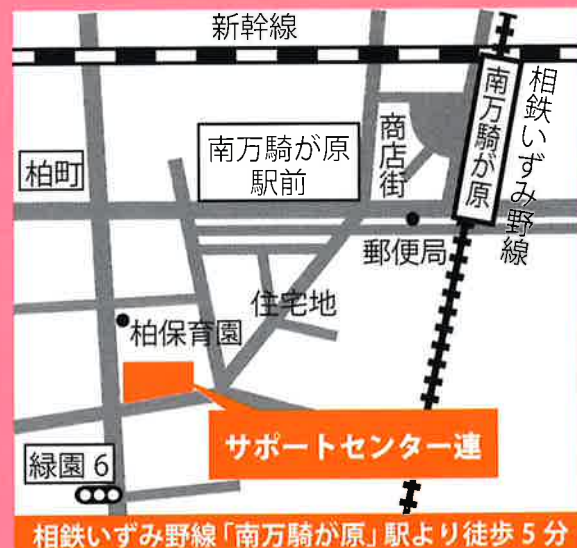 新幹線
南万騎が原
相鉄いずみ野線
商店街
南万騎が原
駅前
柏町
郵便局
住宅地
柏保育園
サポートセンター連
緑園 6
相鉄いずみ野線「南万騎が原」駅より徒歩 5 分